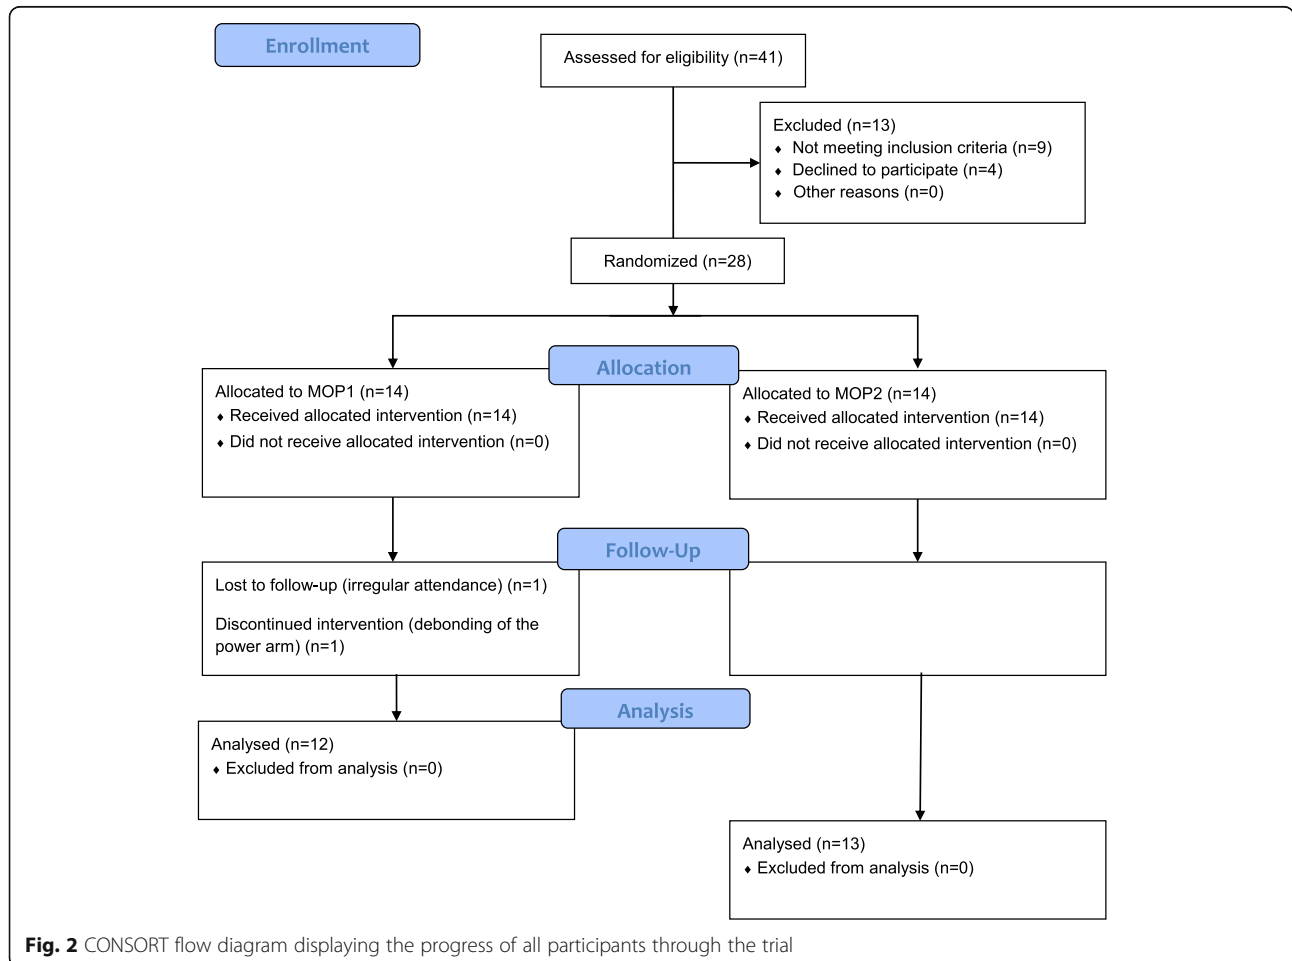 Enrollment
Assessed for eligibility (n=41)
Excluded (n=13)
♦ Not meeting inclusion criteria (n=9)
♦ Declined to participate (n=4)
♦ Other reasons (n=0)
Randomized (n=28)
Allocation
Allocated to MOP1 (n=14)
♦ Received allocated intervention (n=14)
♦ Did not receive allocated intervention (n=0)
Allocated to MOP2 (n=14)
♦ Received allocated intervention (n=14)
♦ Did not receive allocated intervention (n=0)
Follow-Up
Lost to follow-up (irregular attendance) (n=1)
Discontinued intervention (debonding of the
power arm) (n=1)
Analysis
Analysed (n=12)
♦ Excluded from analysis (n=0)
Analysed (n=13)
♦ Excluded from analysis (n=0)
Fig. 2 CONSORT flow diagram displaying the progress of all participants through the trial